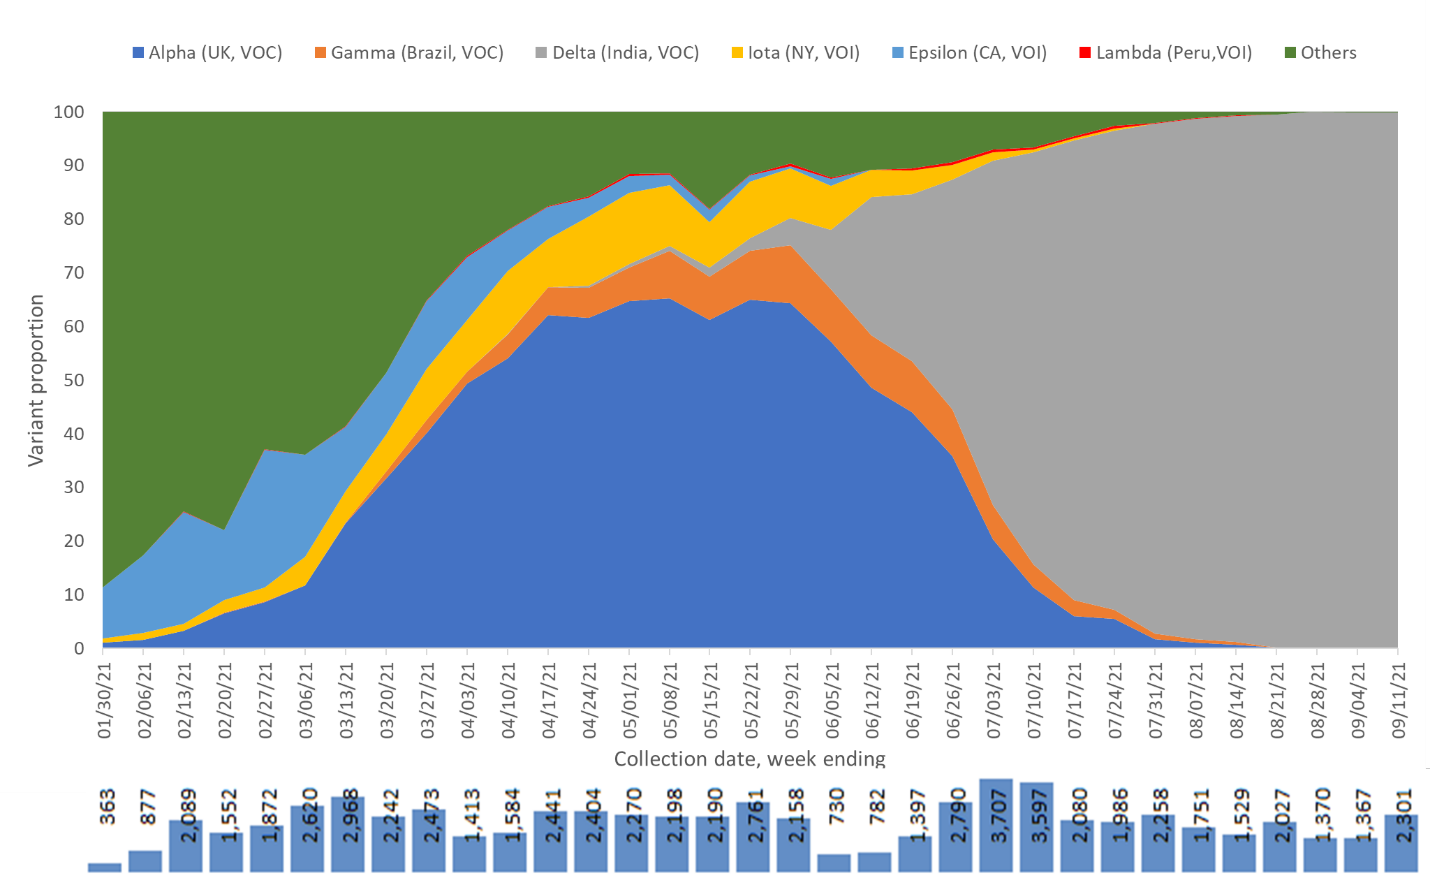 Alpha (UK, VOC) Gamma (Brazil, VOC) Delta (India, VOC) Iota (NY, VOI) Epsilon (CA, VOI) Lambda (Peru,VOI) Others
Variant proportion
100
90
80
70
60
50
40
30
20
10
0
01/30/21 02/06/21 02/13/21 02/20/21 02/27/21 03/06/21 03/13/21 03/20/21 03/27/21 04/03/21 04/10/21 04/17/21 04/24/21 05/01/21 05/08/21 05/15/21 05/22/21 05/29/21 06/05/21 06/12/21 06/19/21 06/26/21 07/03/21 07/10/21 07/17/21 07/24/21 07/31/21 08/07/21 08/14/21 08/21/21 08/28/21 09/04/21 09/11/21
Collection date, week ending
363 877 2,089 1,552 1,872 2,620 2,968 2,242 2,473 1,413 1,584 2,441 2,404 2,270 2,198 2,190 2,761 2,158 730 782 1,397 2,790 3,707 3,597 2,080 1,986 2,258 1,751 1,529 2,027 1,370 1,367 2,301